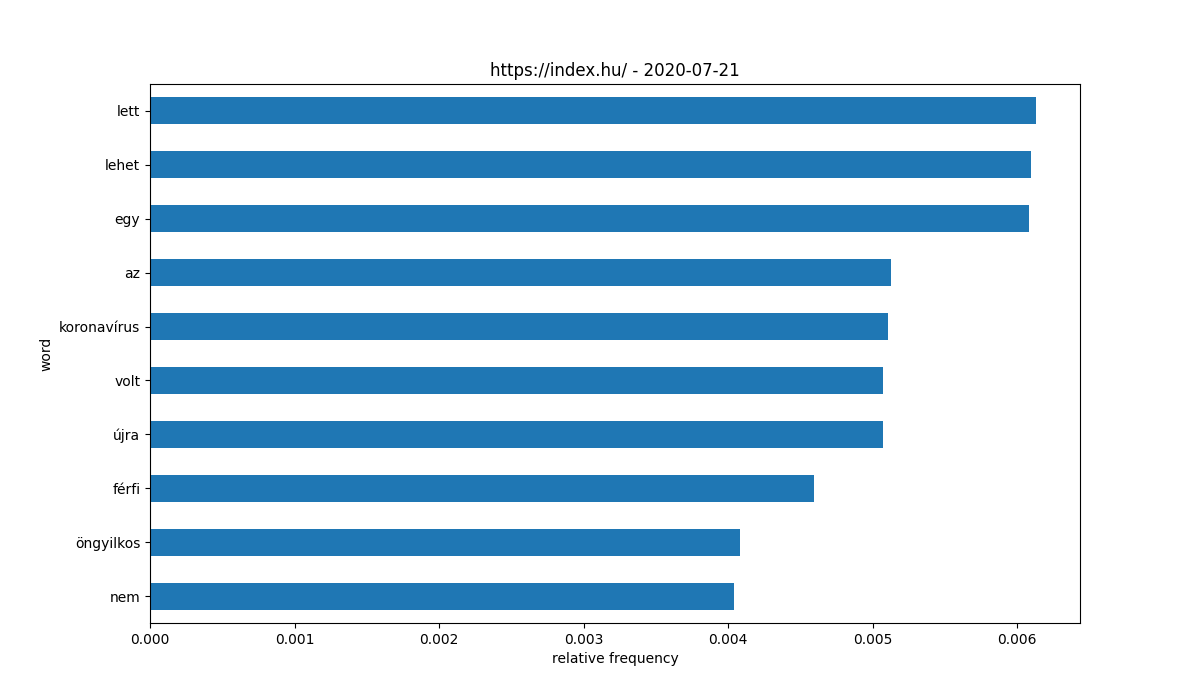 https://index.hu/ - 2020-07-21
lett
lehet
egy
az
koronavírus
volt
újra
férfi
öngyilkos
nem
word
0.000 0.001 0.002 0.003 0.004 0.005 0.006
relative frequency